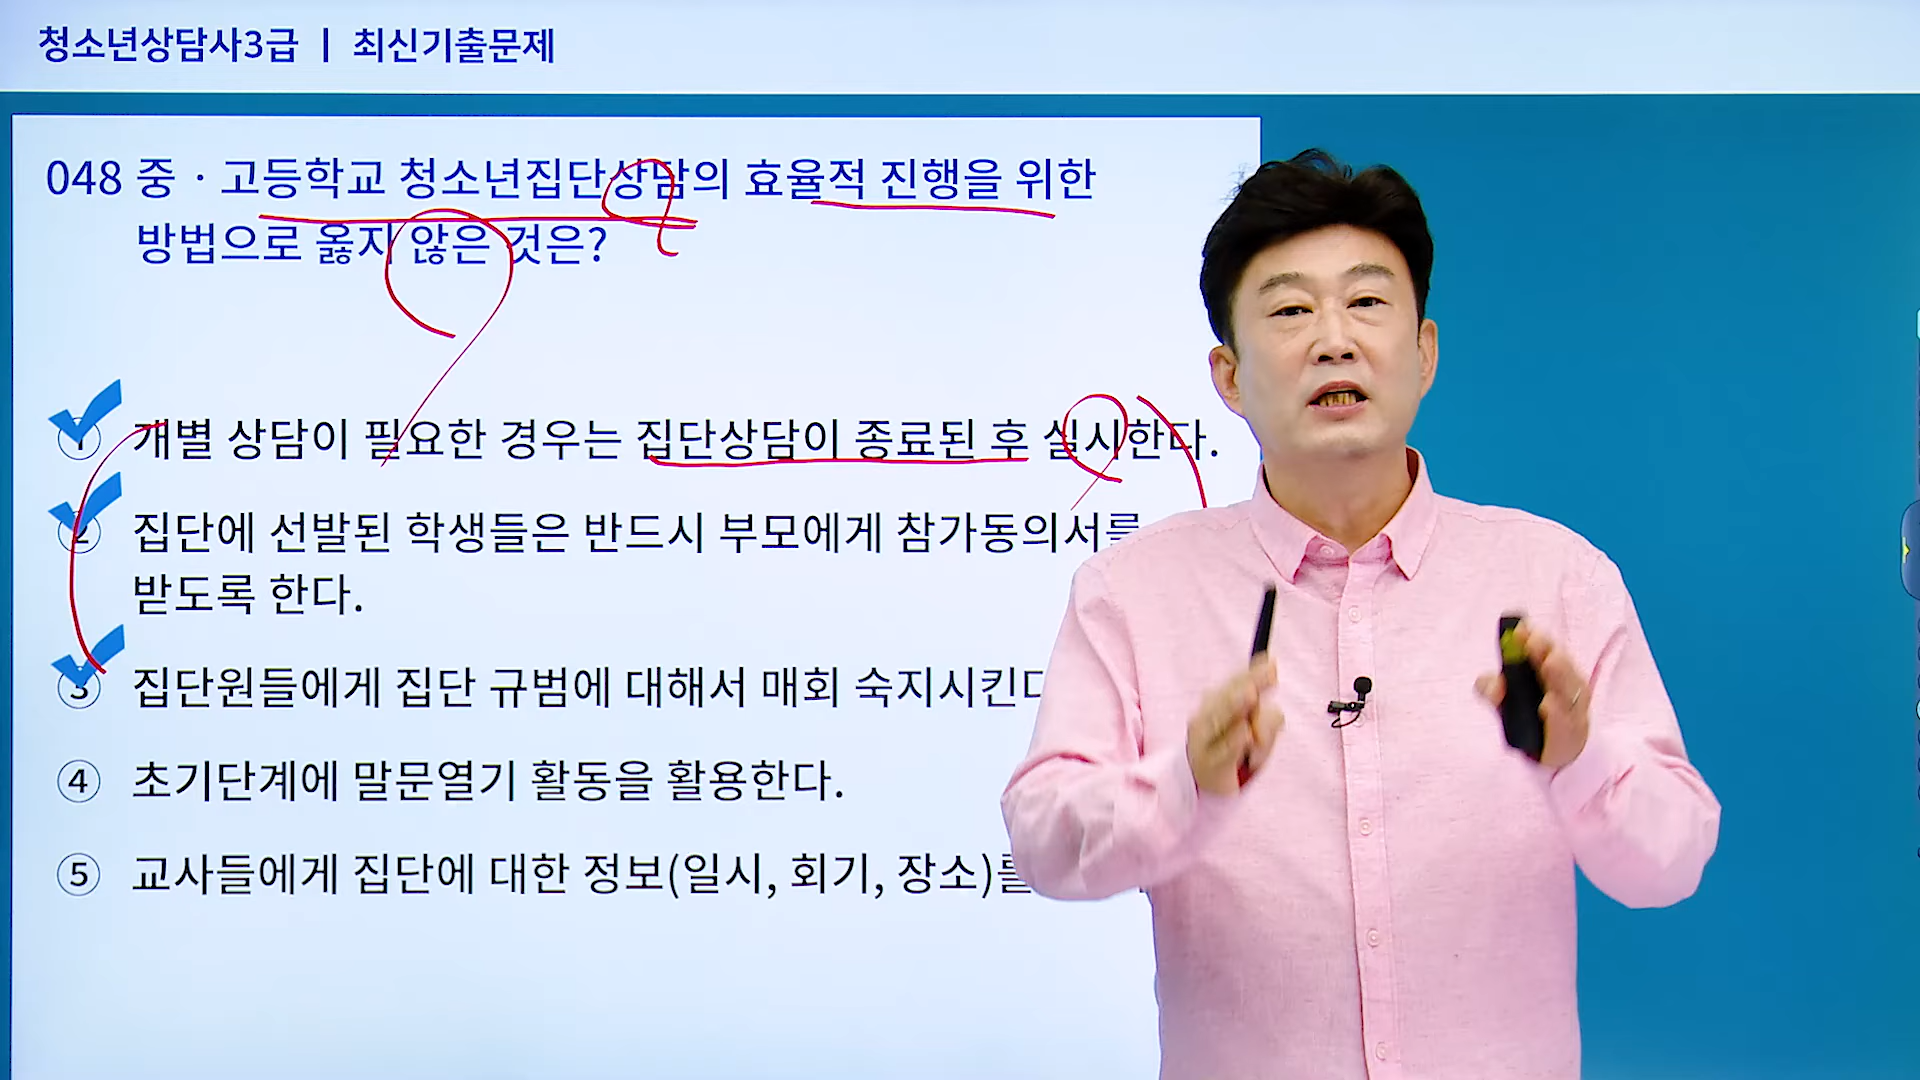 청소년상담사3급 | 최신기출문제
048 중·고등학교 청소년집단상담의 효율적 진행을 위한
방법으로 옳지 않은 것은?
① 개별 상담이 필요한 경우는 집단상담이 종료된 후 실시한다.
② 집단에 선발된 학생들은 반드시 부모에게 참가동의서를
받도록 한다.
③ 집단원들에게 집단 규범에 대해서 매회
④ 초기단계에 말문열기 활동을 활용한다.
⑤ 교사들에게 집단에 대한 정보(일시, 회기, 장소)를